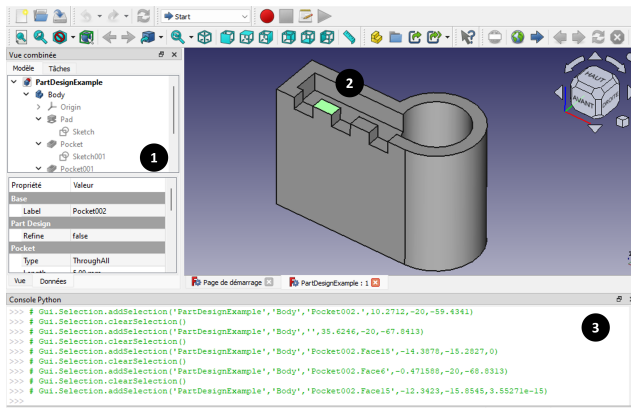 Start
Vue combinée
Modèle Tâches
PartDesignExample
Body
Origin
Pad
Sketch
Pocket
Sketch001
Pocket001
1
Propriété Valeur
Base
Label Pocket002
Part Design
Refine false
Pocket
Type ThroughAll
Length 5,00 mm
Vue Données
2
HAUT
AVANT DROITE
Page de démarrage PartDesignExample : 1
Console Python
>>> # Gui.Selection.addSelection('PartDesignExample','Body','Pocket002.',10.2712,-20,-59.4341)
>>> # Gui.Selection.clearSelection()
>>> # Gui.Selection.addSelection('PartDesignExample','Body','',35.6246,-20,-67.8413)
>>> # Gui.Selection.clearSelection()
>>> # Gui.Selection.addSelection('PartDesignExample','Body','Pocket002.Face15',-14.3878,-15.2827,0)
>>> # Gui.Selection.clearSelection()
>>> # Gui.Selection.addSelection('PartDesignExample','Body','Pocket002.Face6',-0.471588,-20,-68.8313)
>>> # Gui.Selection.clearSelection()
>>> # Gui.Selection.addSelection('PartDesignExample','Body','Pocket002.Face15',-12.3423,-15.8545,3.55271e-15)
>>>
3